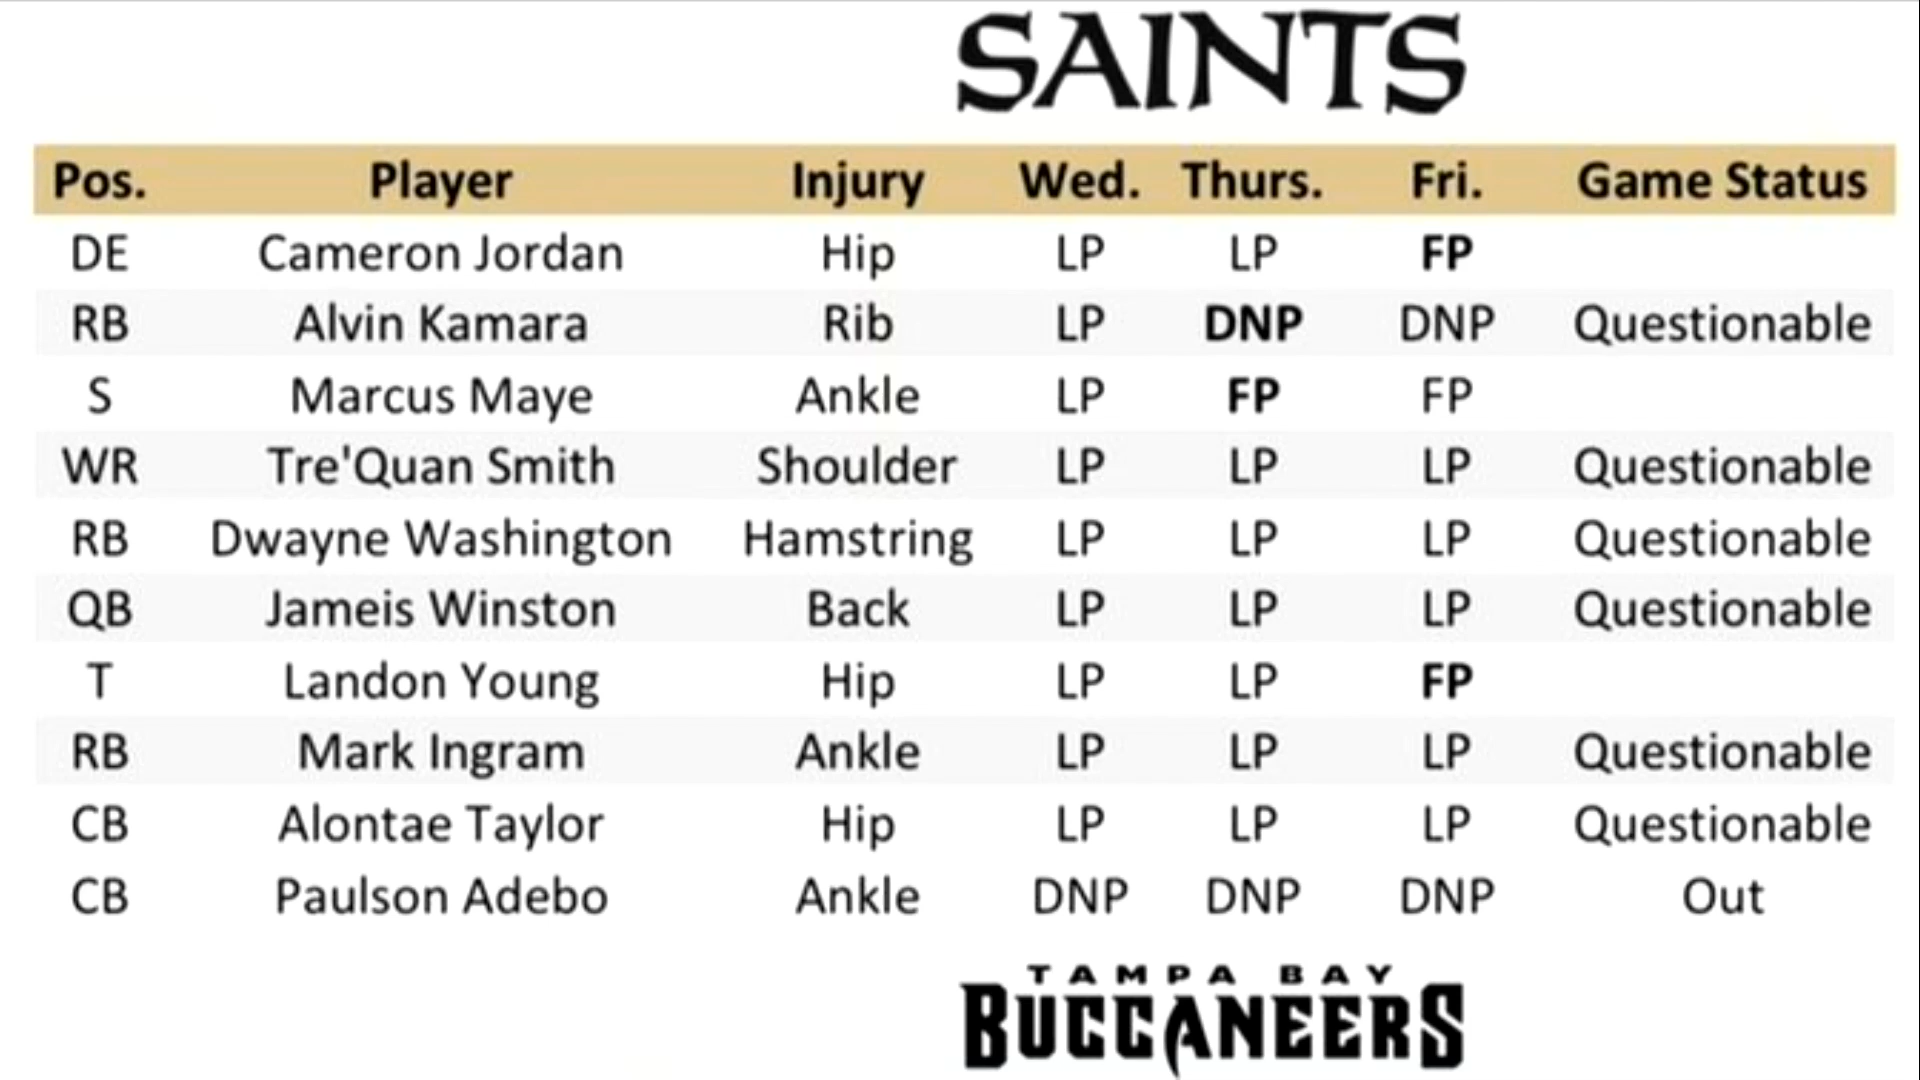 SAINTS
Pos. Player Injury Wed. Thurs. Fri. Game Status
DE Cameron Jordan Hip LP LP FP
RB Alvin Kamara Rib LP DNP DNP Questionable
S Marcus Maye Ankle LP FP FP
WR Tre'Quan Smith Shoulder LP LP LP Questionable
RB Dwayne Washington Hamstring LP LP LP Questionable
QB Jameis Winston Back LP LP LP Questionable
T Landon Young Hip LP LP FP
RB Mark Ingram Ankle LP LP LP Questionable
CB Alontae Taylor Hip LP LP LP Questionable
CB Paulson Adebo Ankle DNP DNP DNP Out
TAMPA BAY
BUCCANEERS